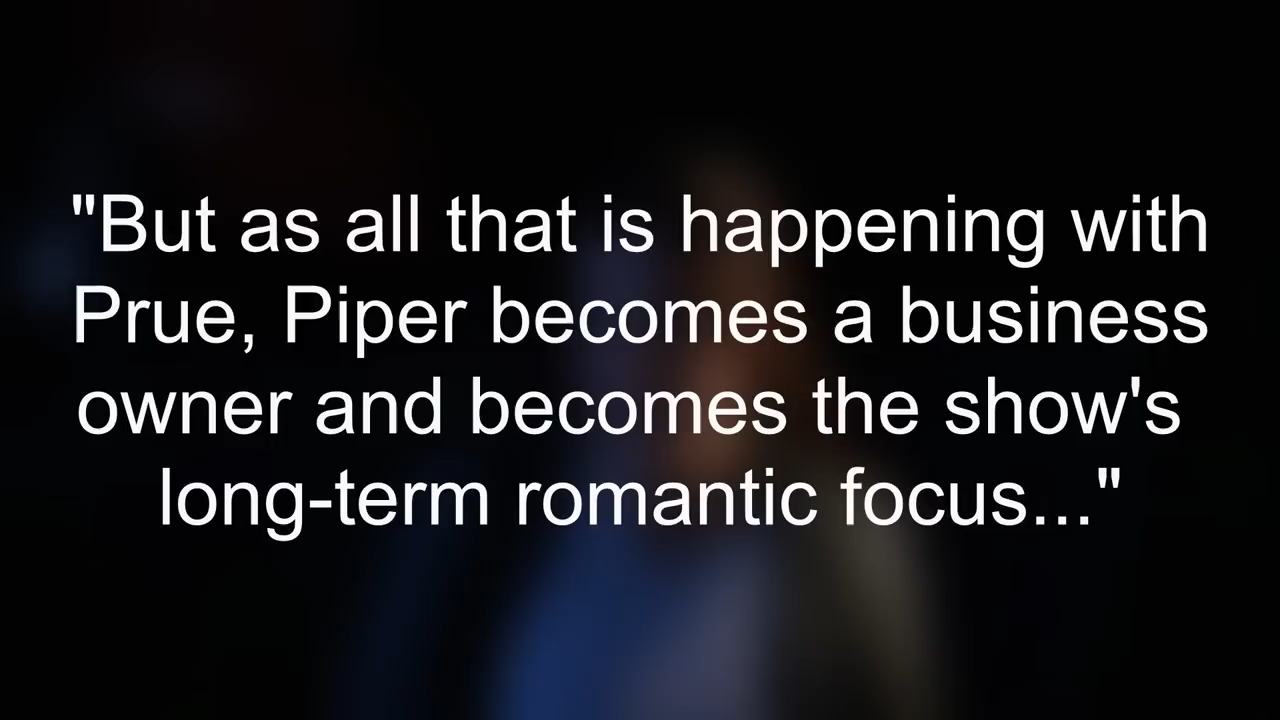 "But as all that is happening with
Prue, Piper becomes a business
owner and becomes the show's
long-term romantic focus..."